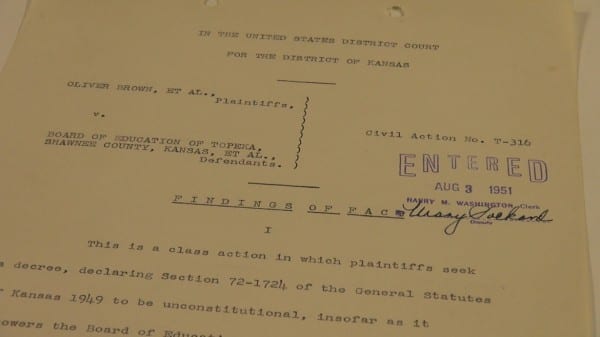 IN THE UNITED STATES DISTRICT COURT
FOR THE DISTRICT OF KANSAS
OLIVER BROWN, ET AL.,
Plaintiffs,
v.
Civil Action No. T-316
BOARD OF EDUCATION OF TOPEKA,
SHAWNEE COUNTY, KANSAS, ET AL.,
Defendants.
ENTERED
AUG 3 1951
HARRY M. WASHINGTON, Clerk
Deputy
FINDINGS OF FAC
I
This is a class action in which plaintiffs seek
a decree, declaring Section 72-1724 of the General Statutes
Kansas 1949 to be unconstitutional, insofar as it
the Board of